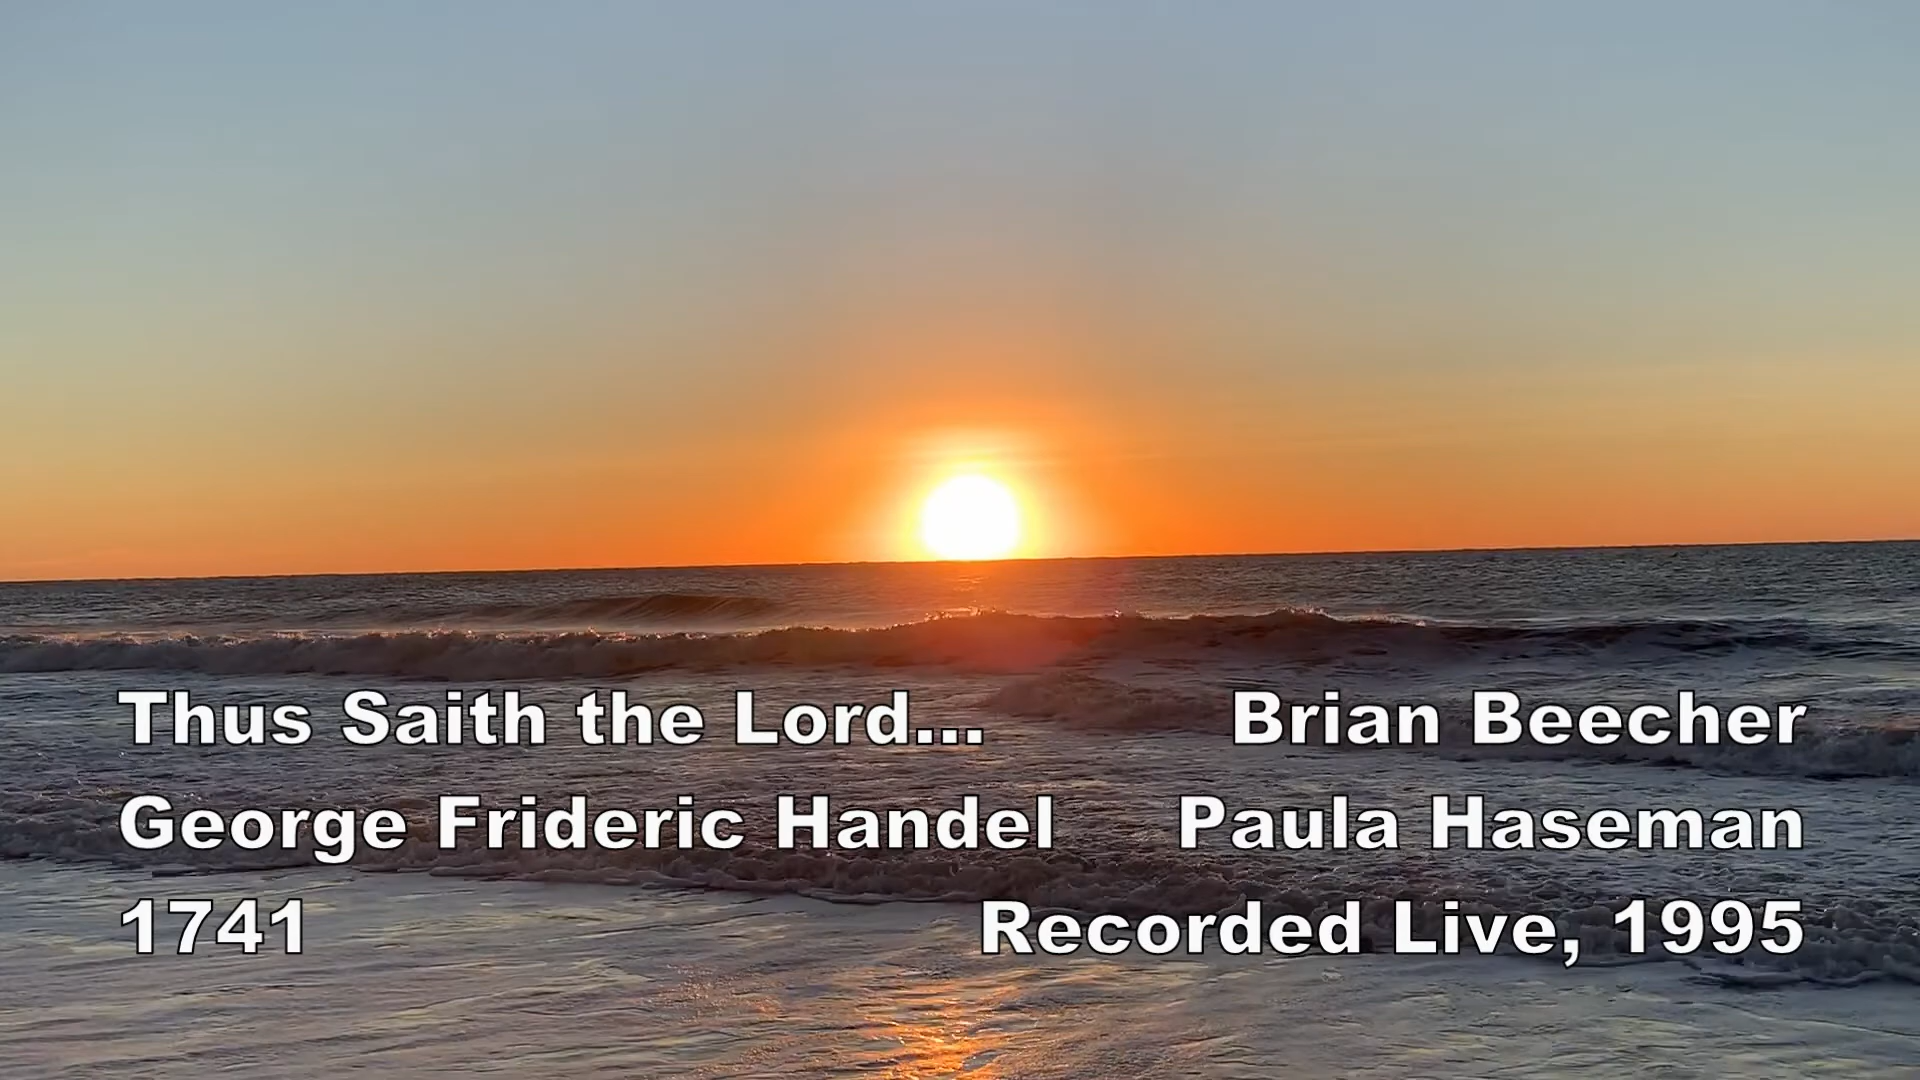 Thus Saith the Lord...
George Frideric Handel
1741
Brian Beecher
Paula Haseman
Recorded Live, 1995